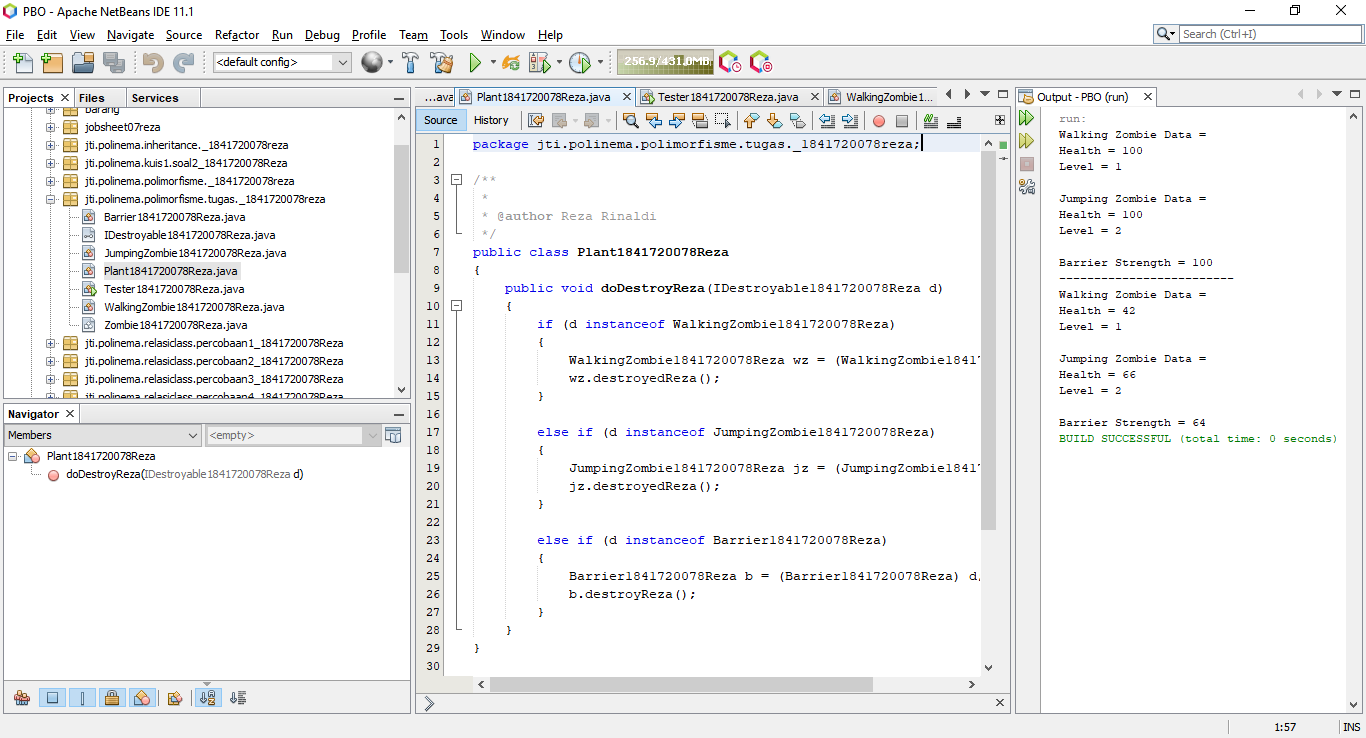 PBO - Apache NetBeans IDE 11.1
File Edit View Navigate Source Refactor Run Debug Profile Team Tools Window Help
Search (Ctrl+I)
<default config>
256.9/431.0MB
Projects Files Services
barang
jobsheet07reza
jti.polinema.inheritance._1841720078reza
jti.polinema.kuis1.soal2_1841720078Reza
jti.polinema.polimorfisme._1841720078reza
jti.polinema.polimorfisme.tugas._1841720078reza
Barrier1841720078Reza.java
IDestroyable1841720078Reza.java
JumpingZombie1841720078Reza.java
Plant1841720078Reza.java
Tester1841720078Reza.java
WalkingZombie1841720078Reza.java
Zombie1841720078Reza.java
jti.polinema.relasiclass.percobaan1_1841720078Reza
jti.polinema.relasiclass.percobaan2_1841720078Reza
jti.polinema.relasiclass.percobaan3_1841720078Reza
jti.polinema.relasiclass.percobaan4_1841720078Reza
Navigator
Members <empty>
Plant1841720078Reza
doDestroyReza(IDestroyable1841720078Reza d)
...ava Plant1841720078Reza.java Tester1841720078Reza.java WalkingZombie1...
Source History
1 package jti.polinema.polimorfisme.tugas._1841720078reza;
2
3 /**
4 *
5 * @author Reza Rinaldi
6 */
7 public class Plant1841720078Reza
8 {
9 public void doDestroyReza(IDestroyable1841720078Reza d)
10 {
11 if (d instanceof WalkingZombie1841720078Reza)
12 {
13 WalkingZombie1841720078Reza wz = (WalkingZombie18417
14 wz.destroyedReza();
15 }
16
17 else if (d instanceof JumpingZombie1841720078Reza)
18 {
19 JumpingZombie1841720078Reza jz = (JumpingZombie18417
20 jz.destroyedReza();
21 }
22
23 else if (d instanceof Barrier1841720078Reza)
24 {
25 Barrier1841720078Reza b = (Barrier1841720078Reza) d;
26 b.destroyReza();
27 }
28 }
29 }
30
Output - PBO (run)
run:
Walking Zombie Data =
Health = 100
Level = 1
Jumping Zombie Data =
Health = 100
Level = 2
Barrier Strength = 100
-------------------------
Walking Zombie Data =
Health = 42
Level = 1
Jumping Zombie Data =
Health = 66
Level = 2
Barrier Strength = 64
BUILD SUCCESSFUL (total time: 0 seconds)
1:57 INS